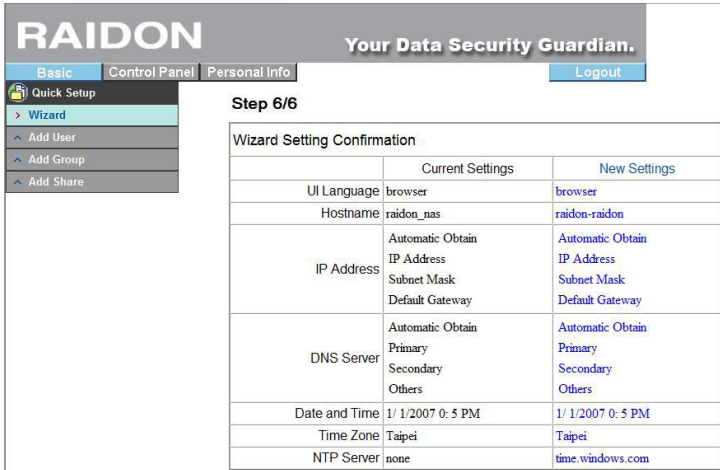 RAIDON
Your Data Security Guardian.
Basic Control Panel Personal Info Logout
Quick Setup
Wizard
Add User
Add Group
Add Share
Step 6/6
Wizard Setting Confirmation
Current Settings New Settings
UI Language browser browser
Hostname raidon_nas raidon-raidon
IP Address
Automatic Obtain Automatic Obtain
IP Address IP Address
Subnet Mask Subnet Mask
Default Gateway Default Gateway
DNS Server
Automatic Obtain Automatic Obtain
Primary Primary
Secondary Secondary
Others Others
Date and Time 1/ 1/2007 0: 5 PM 1/ 1/2007 0: 5 PM
Time Zone Taipei Taipei
NTP Server none time.windows.com